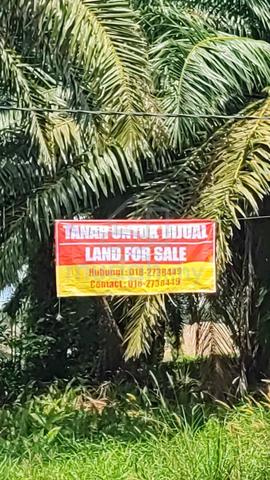 TANAH UNTUK DIJUAL
LAND FOR SALE
Hubungi : 018-2738449
Contact : 018-2738449